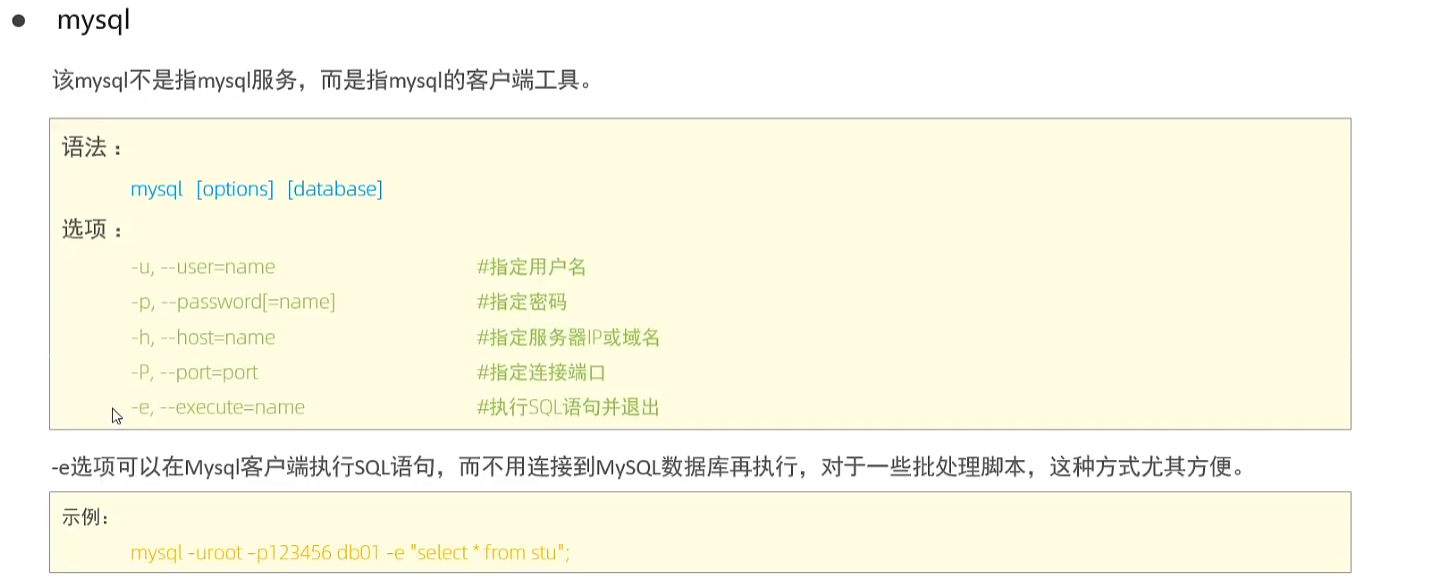 ● mysql
该mysql不是指mysql服务，而是指mysql的客户端工具。
语法 ：
mysql [options] [database]
选项 ：
-u, --user=name #指定用户名
-p, --password[=name] #指定密码
-h, --host=name #指定服务器IP或域名
-P, --port=port #指定连接端口
-e, --execute=name #执行SQL语句并退出
-e选项可以在Mysql客户端执行SQL语句，而不用连接到MySQL数据库再执行，对于一些批处理脚本，这种方式尤其方便。
示例：
mysql -uroot –p123456 db01 -e "select * from stu";